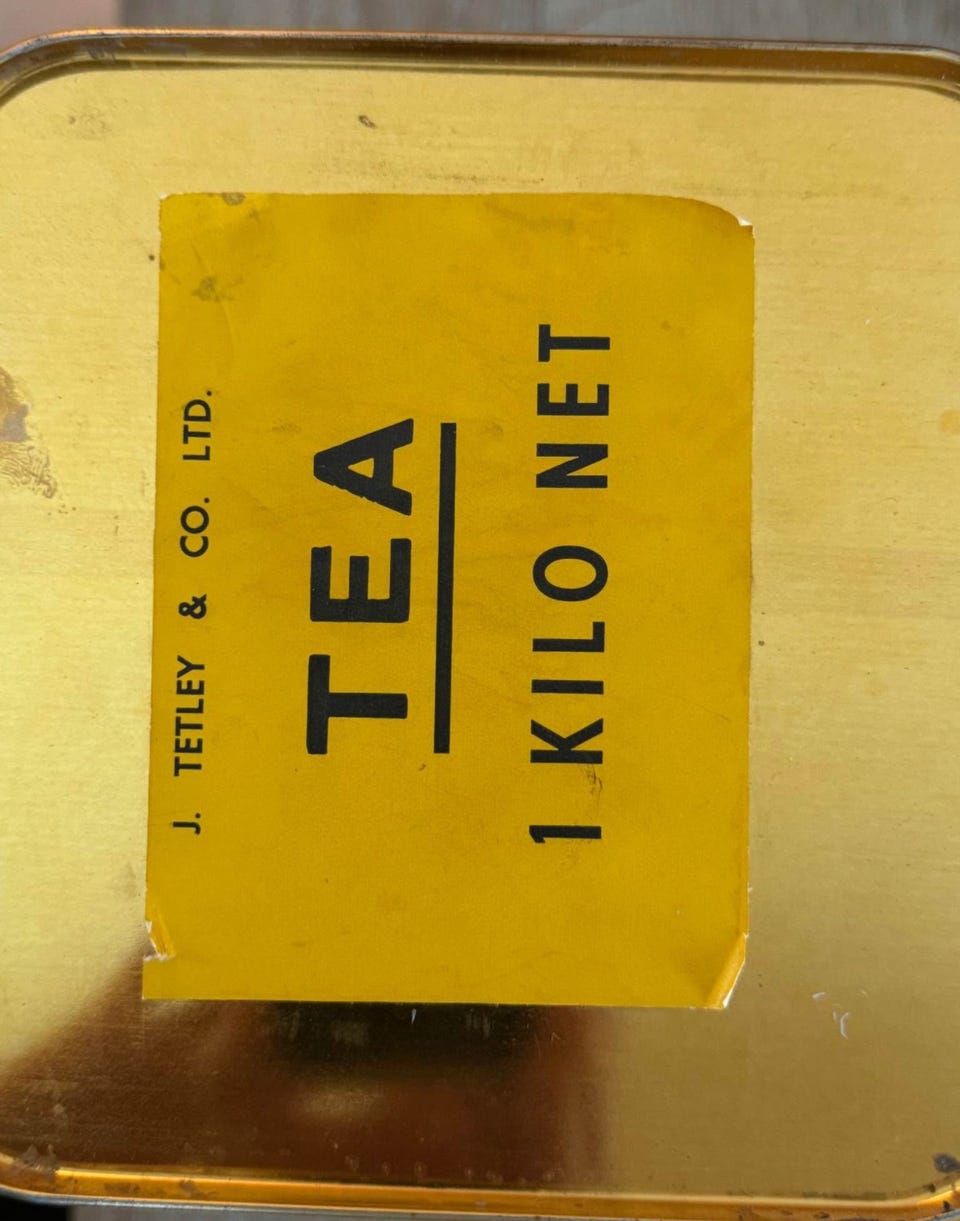 J. TETLEY & CO. LTD.
TEA
1 KILO NET